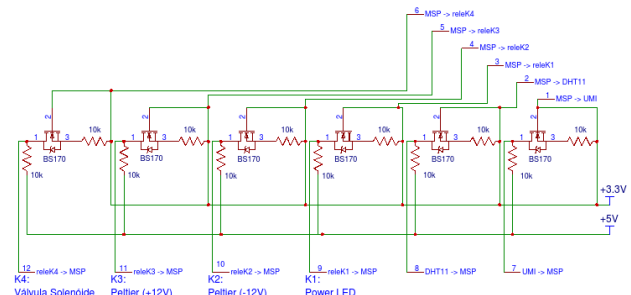 6 MSP -> releK4
5 MSP -> releK3
4 MSP -> releK2
3 MSP -> releK1
2 MSP -> DHT11
1 MSP -> UMI
2 2 2 2 2 2
10k 10k 10k 10k 10k 10k
1 3 1 3 1 3 1 3 1 3 1 3
BS170 BS170 BS170 BS170 BS170 BS170
10k 10k 10k 10k 10k 10k
+3.3V
+5V
12 releK4 -> MSP 11 releK3 -> MSP 10 releK2 -> MSP 9 releK1 -> MSP 8 DHT11 -> MSP 7 UMI -> MSP
K4: K3: K2: K1:
Válvula Solenóide Peltier (+12V) Peltier (-12V) Power LED